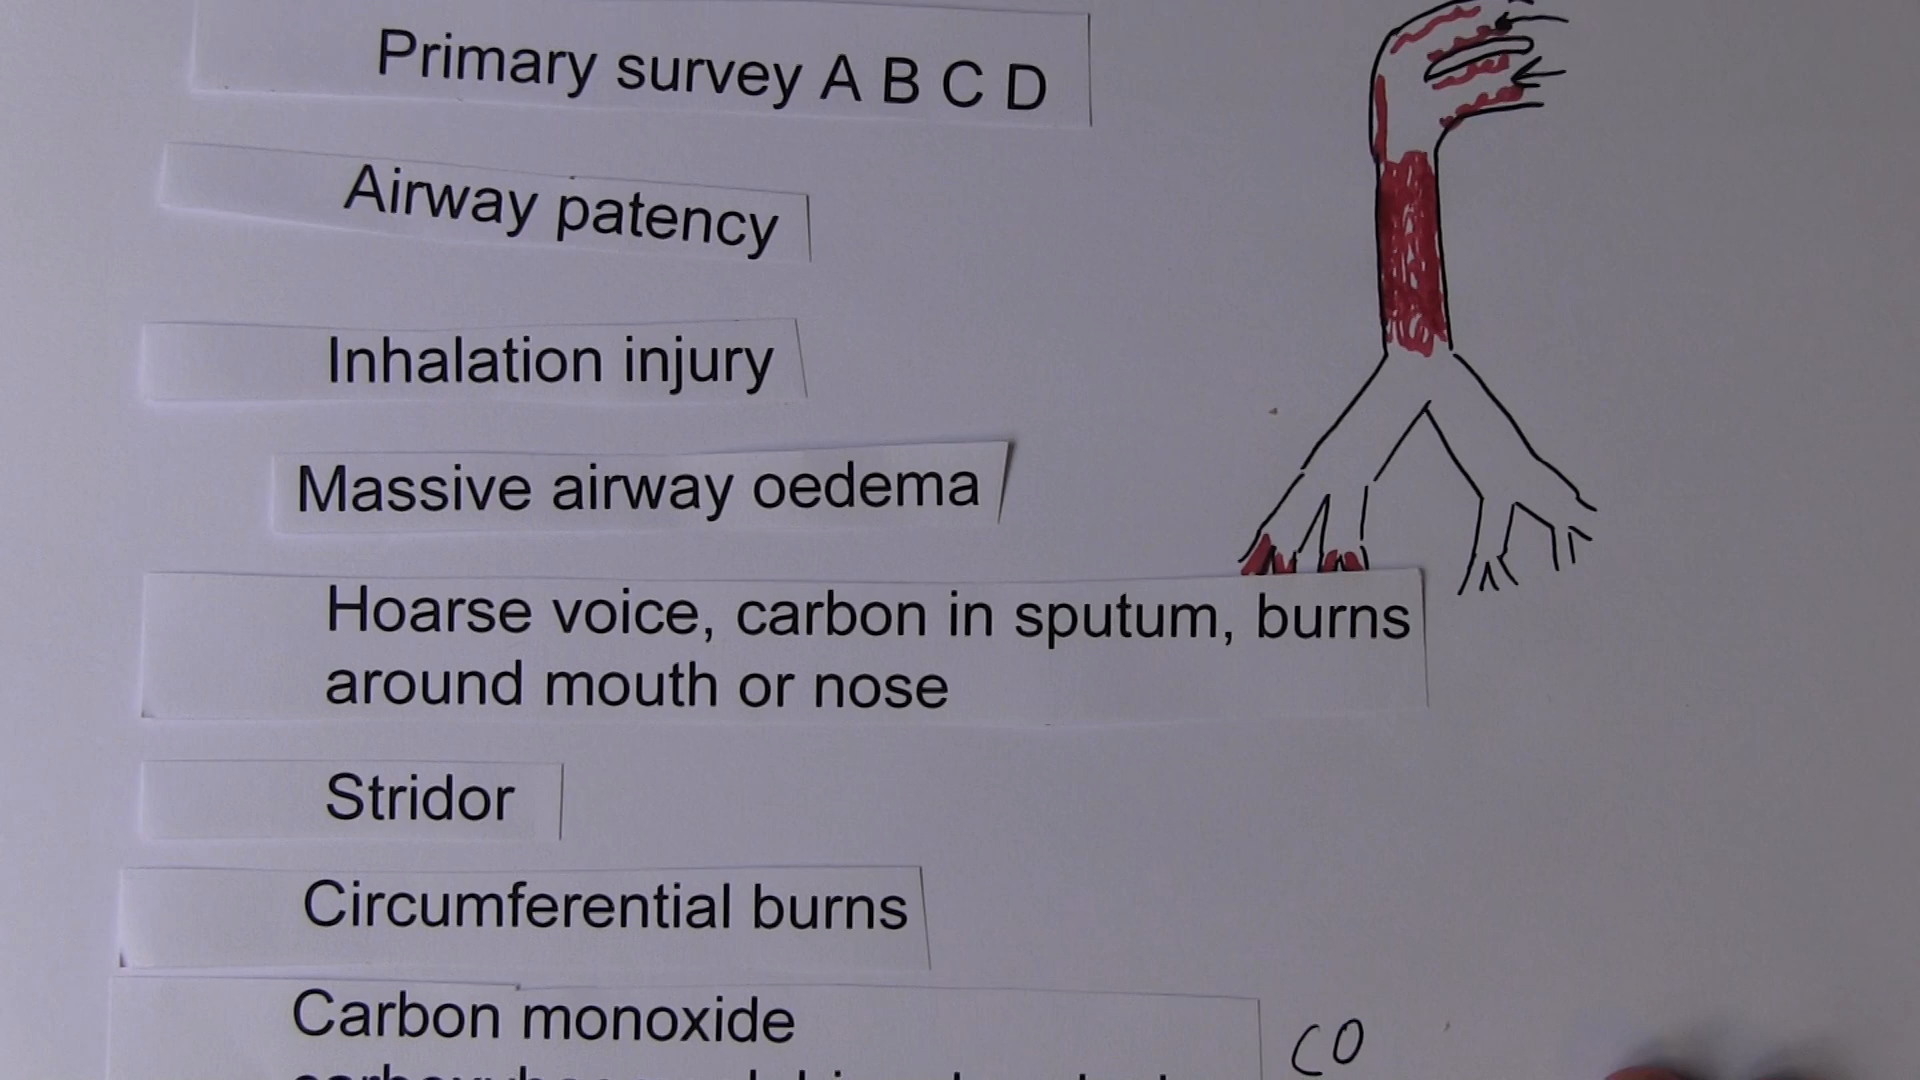 Primary survey A B C D
Airway patency
Inhalation injury
Massive airway oedema
Hoarse voice, carbon in sputum, burns
around mouth or nose
Stridor
Circumferential burns
Carbon monoxide
CO